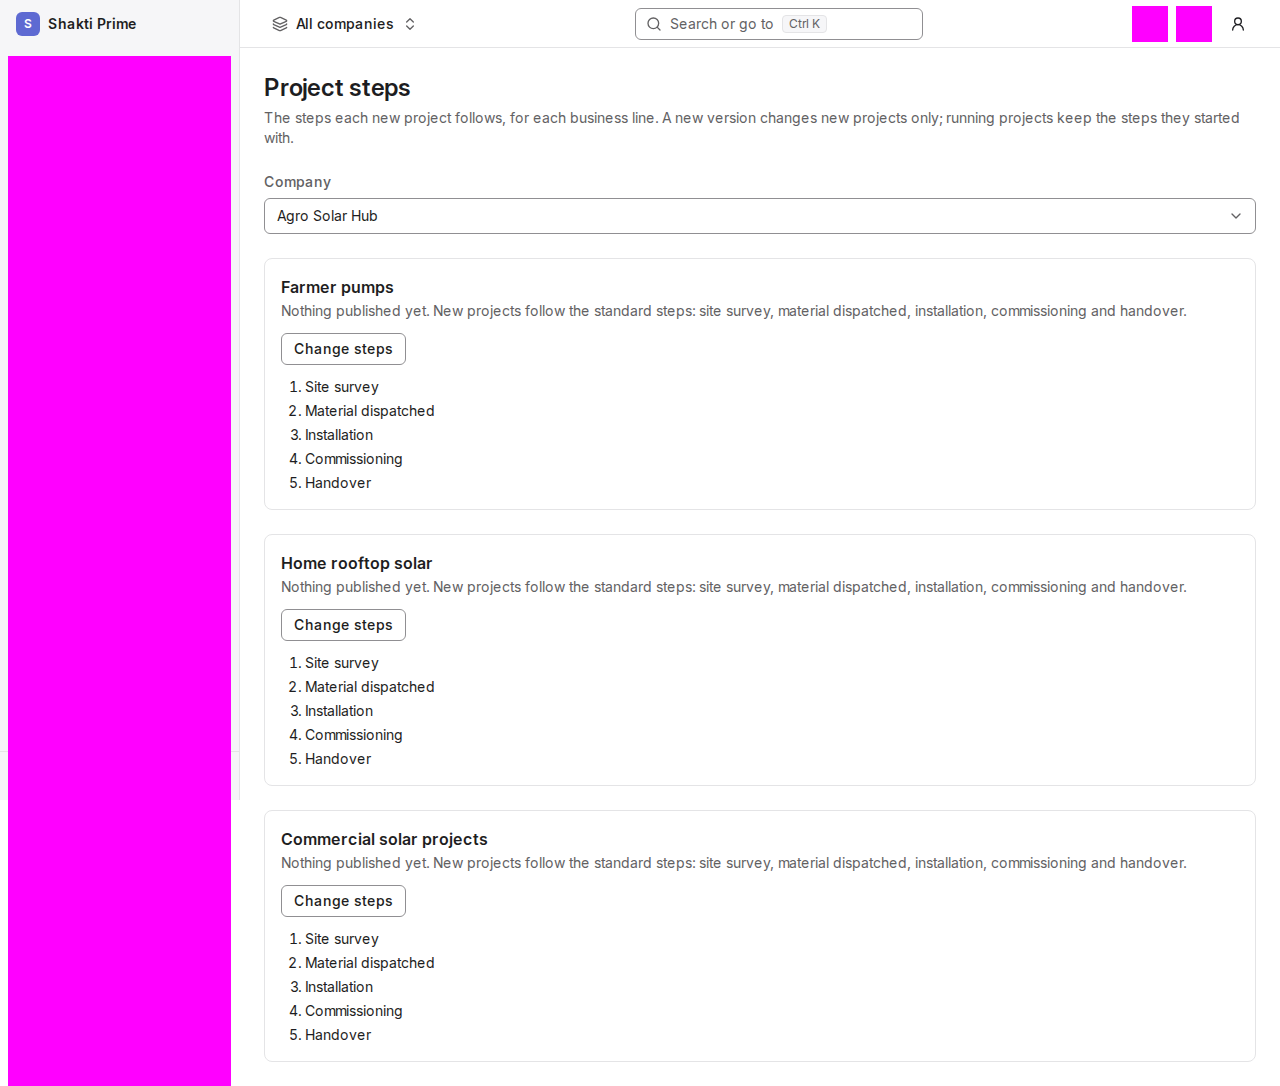 S Shakti Prime
All companies
Search or go to Ctrl K
Project steps
The steps each new project follows, for each business line. A new version changes new projects only; running projects keep the steps they started
with.
Company
Agro Solar Hub
Farmer pumps
Nothing published yet. New projects follow the standard steps: site survey, material dispatched, installation, commissioning and handover.
Change steps
1. Site survey
2. Material dispatched
3. Installation
4. Commissioning
5. Handover
Home rooftop solar
Nothing published yet. New projects follow the standard steps: site survey, material dispatched, installation, commissioning and handover.
Change steps
1. Site survey
2. Material dispatched
3. Installation
4. Commissioning
5. Handover
Commercial solar projects
Nothing published yet. New projects follow the standard steps: site survey, material dispatched, installation, commissioning and handover.
Change steps
1. Site survey
2. Material dispatched
3. Installation
4. Commissioning
5. Handover